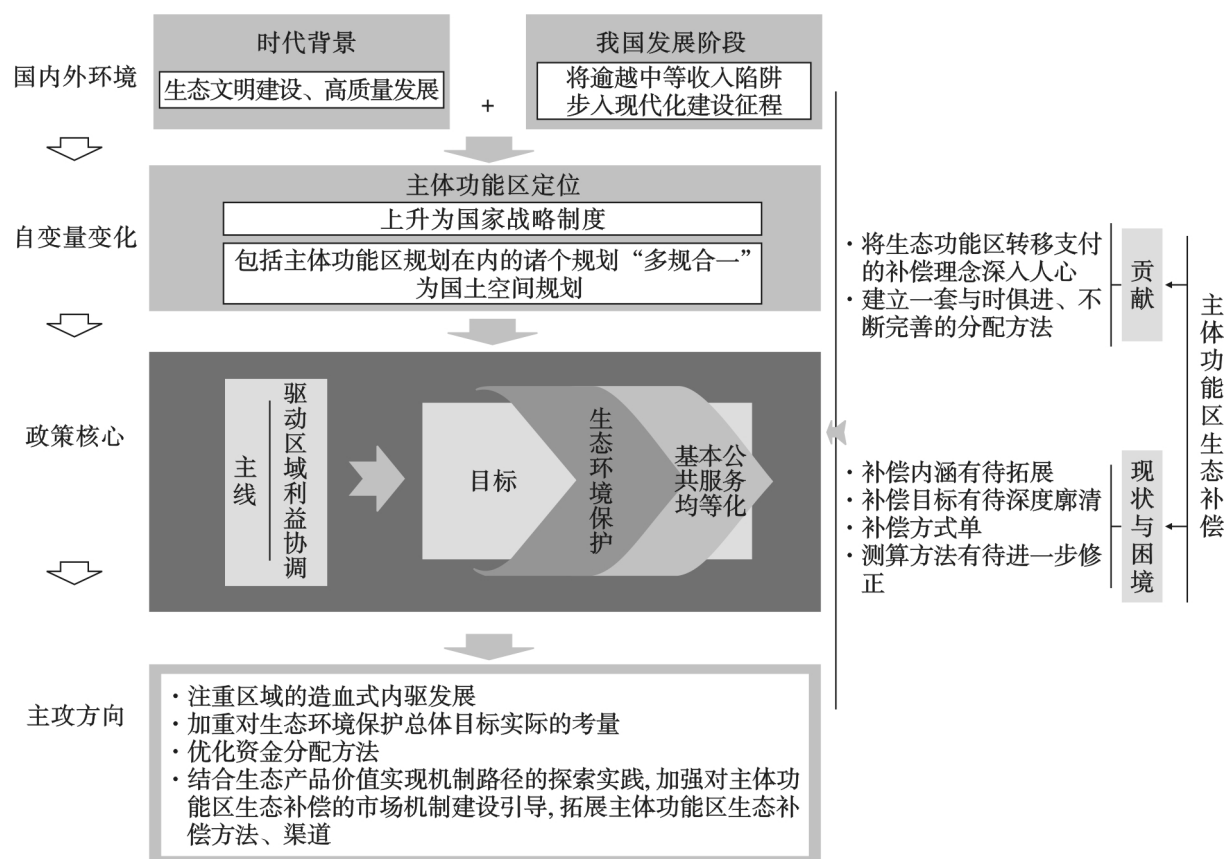 国内外环境
时代背景
生态文明建设、高质量发展
+
我国发展阶段
将逾越中等收入陷阱
步入现代化建设征程
自变量变化
主体功能区定位
上升为国家战略制度
包括主体功能区规划在内的诸个规划“多规合一”
为国土空间规划
政策核心
主线
驱动区域利益协调
目标
生态环境保护
基本公
共服务
均等化
主攻方向
·注重区域的造血式内驱发展
·加重对生态环境保护总体目标实际的考量
·优化资金分配方法
·结合生态产品价值实现机制路径的探索实践, 加强对主体功
能区生态补偿的市场机制建设引导, 拓展主体功能区生态补
偿方法、渠道
·将生态功能区转移支付
的补偿理念深入人心
·建立一套与时俱进、不
断完善的分配方法
贡献
·补偿内涵有待拓展
·补偿目标有待深度廓清
·补偿方式单
·测算方法有待进一步修
正
现状与困境
主体功能区生态补偿